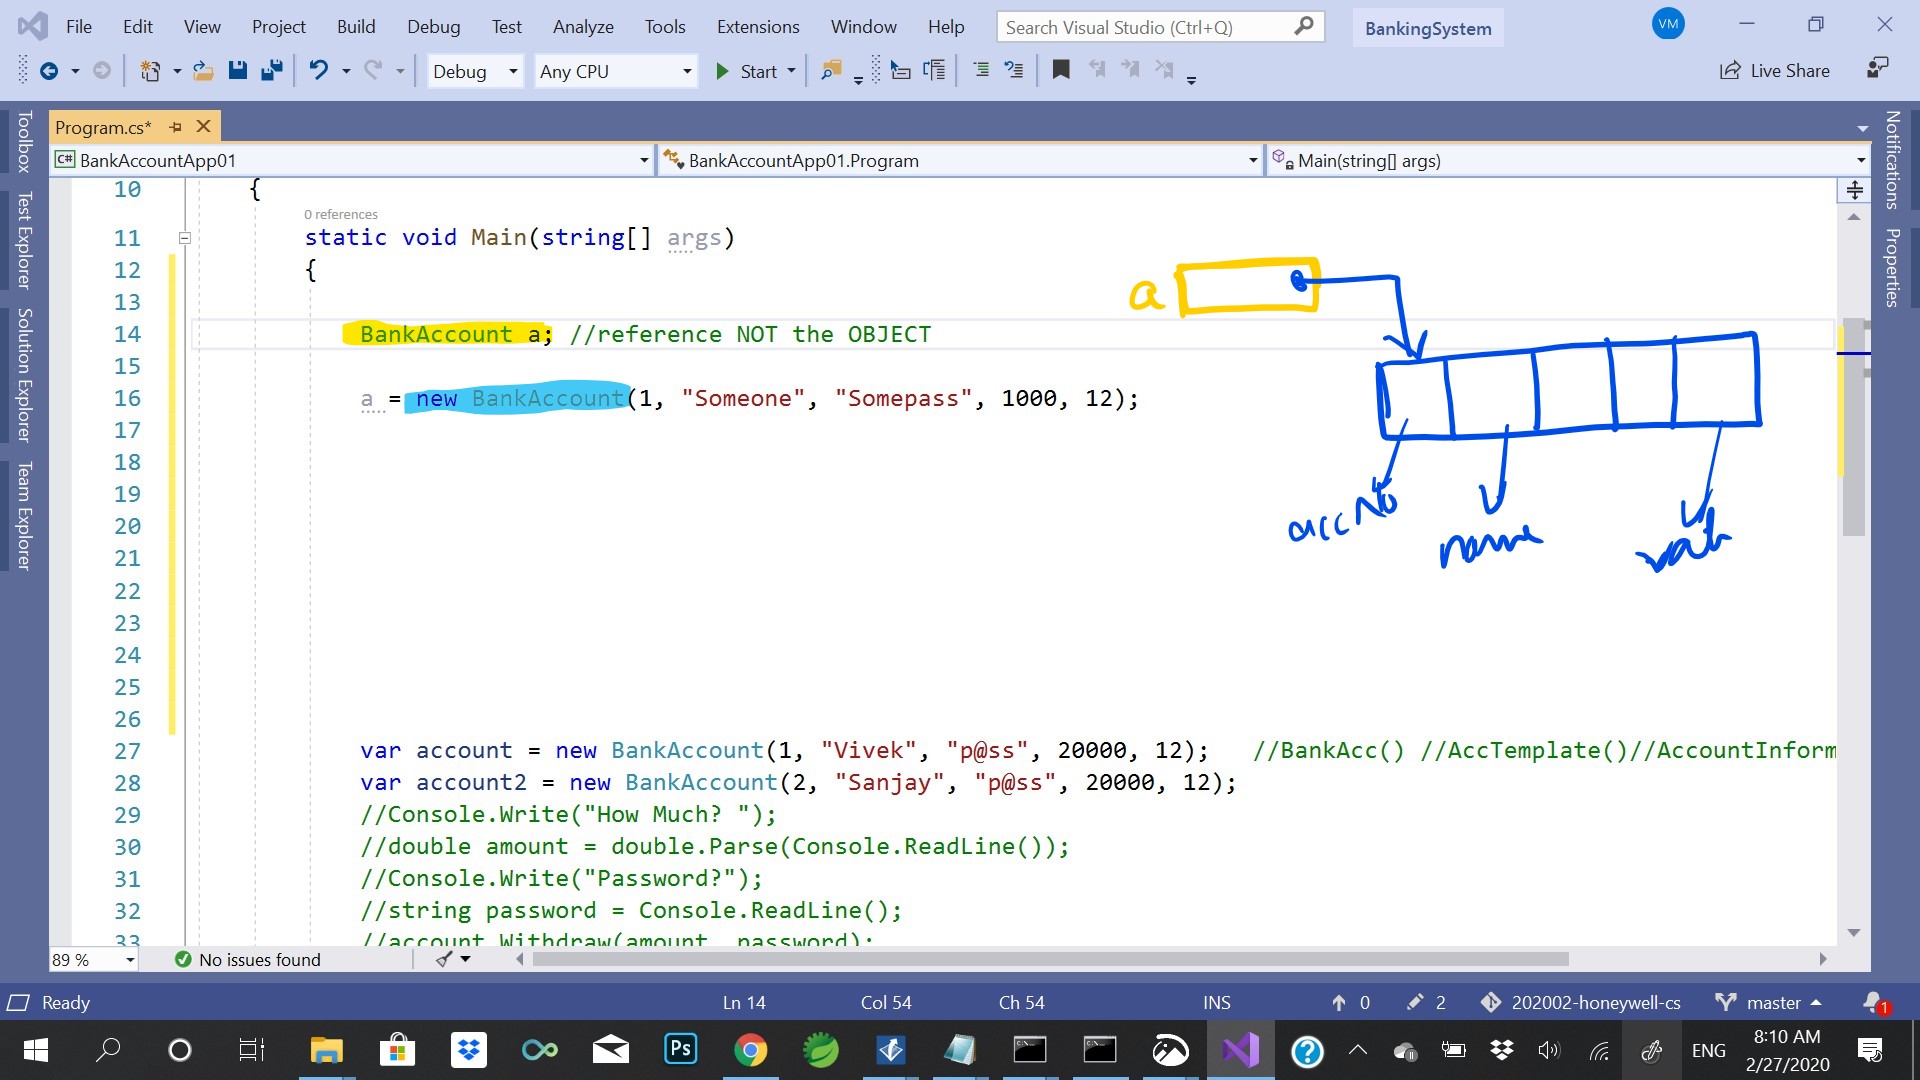 File Edit View Project Build Debug Test Analyze Tools Extensions Window Help Search Visual Studio (Ctrl+Q) BankingSystem VM
Debug Any CPU Start Live Share
Toolbox
Test Explorer
Solution Explorer
Team Explorer
Program.cs*
C# BankAccountApp01 BankAccountApp01.Program Main(string[] args)
10 {
0 references
11 static void Main(string[] args)
12 {
13
14 BankAccount a; //reference NOT the OBJECT
15
16 a = new BankAccount(1, "Someone", "Somepass", 1000, 12);
17
18
19
20
21
22
23
24
25
26
27 var account = new BankAccount(1, "Vivek", "p@ss", 20000, 12); //BankAcc() //AccTemplate()//AccountInform
28 var account2 = new BankAccount(2, "Sanjay", "p@ss", 20000, 12);
29 //Console.Write("How Much? ");
30 //double amount = double.Parse(Console.ReadLine());
31 //Console.Write("Password?");
32 //string password = Console.ReadLine();
33 //account.Withdraw(amount, password);
a
accNo
name
Notifications
Properties
89 % No issues found
Ready Ln 14 Col 54 Ch 54 INS 0 2 202002-honeywell-cs master 1
Ps ENG 8:10 AM
2/27/2020